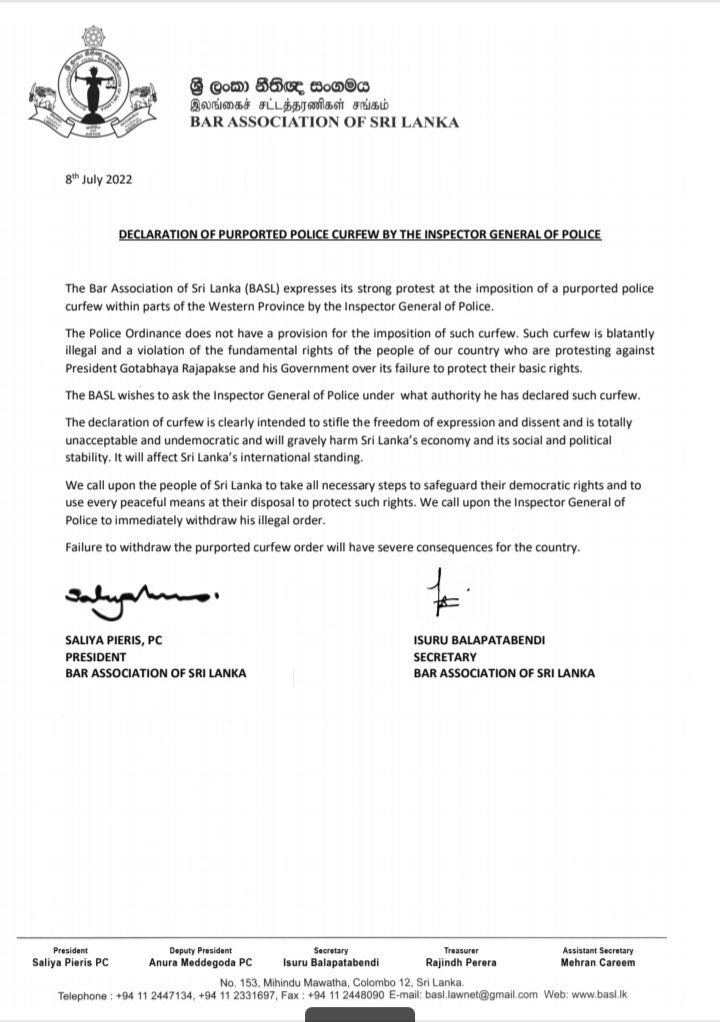 ශ්‍රී ලංකා නීතිඥ සංගමය
இலங்கைச் சட்டத்தரணிகள் சங்கம்
BAR ASSOCIATION OF SRI LANKA
8th July 2022
DECLARATION OF PURPORTED POLICE CURFEW BY THE INSPECTOR GENERAL OF POLICE
The Bar Association of Sri Lanka (BASL) expresses its strong protest at the imposition of a purported police
curfew within parts of the Western Province by the Inspector General of Police.
The Police Ordinance does not have a provision for the imposition of such curfew. Such curfew is blatantly
illegal and a violation of the fundamental rights of the people of our country who are protesting against
President Gotabhaya Rajapakse and his Government over its failure to protect their basic rights.
The BASL wishes to ask the Inspector General of Police under what authority he has declared such curfew.
The declaration of curfew is clearly intended to stifle the freedom of expression and dissent and is totally
unacceptable and undemocratic and will gravely harm Sri Lanka's economy and its social and political
stability. It will affect Sri Lanka's international standing.
We call upon the people of Sri Lanka to take all necessary steps to safeguard their democratic rights and to
use every peaceful means at their disposal to protect such rights. We call upon the Inspector General of
Police to immediately withdraw his illegal order.
Failure to withdraw the purported curfew order will have severe consequences for the country.
SALIYA PIERIS, PC
PRESIDENT
BAR ASSOCIATION OF SRI LANKA
ISURU BALAPATABENDI
SECRETARY
BAR ASSOCIATION OF SRI LANKA
President
Saliya Pieris PC
Deputy President
Anura Meddegoda PC
Secretary
Isuru Balapatabendi
Treasurer
Rajindh Perera
Assistant Secretary
Mehran Careem
No. 153, Mihindu Mawatha, Colombo 12, Sri Lanka.
Telephone : +94 11 2447134, +94 11 2331697, Fax : +94 11 2448090 E-mail: basl.lawnet@gmail.com Web: www.basl.lk